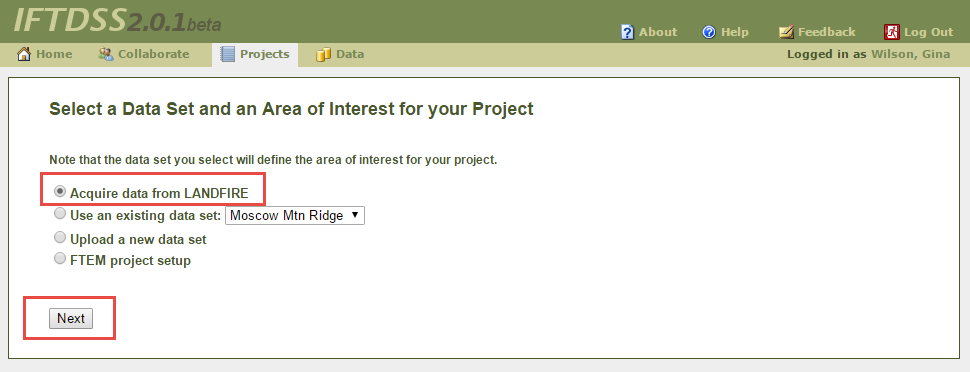 IFTDSS2.0.1beta
About Help Feedback Log Out
Home Collaborate Projects Data Logged in as Wilson, Gina
Select a Data Set and an Area of Interest for your Project
Note that the data set you select will define the area of interest for your project.
Acquire data from LANDFIRE
Use an existing data set: Moscow Mtn Ridge
Upload a new data set
FTEM project setup
Next